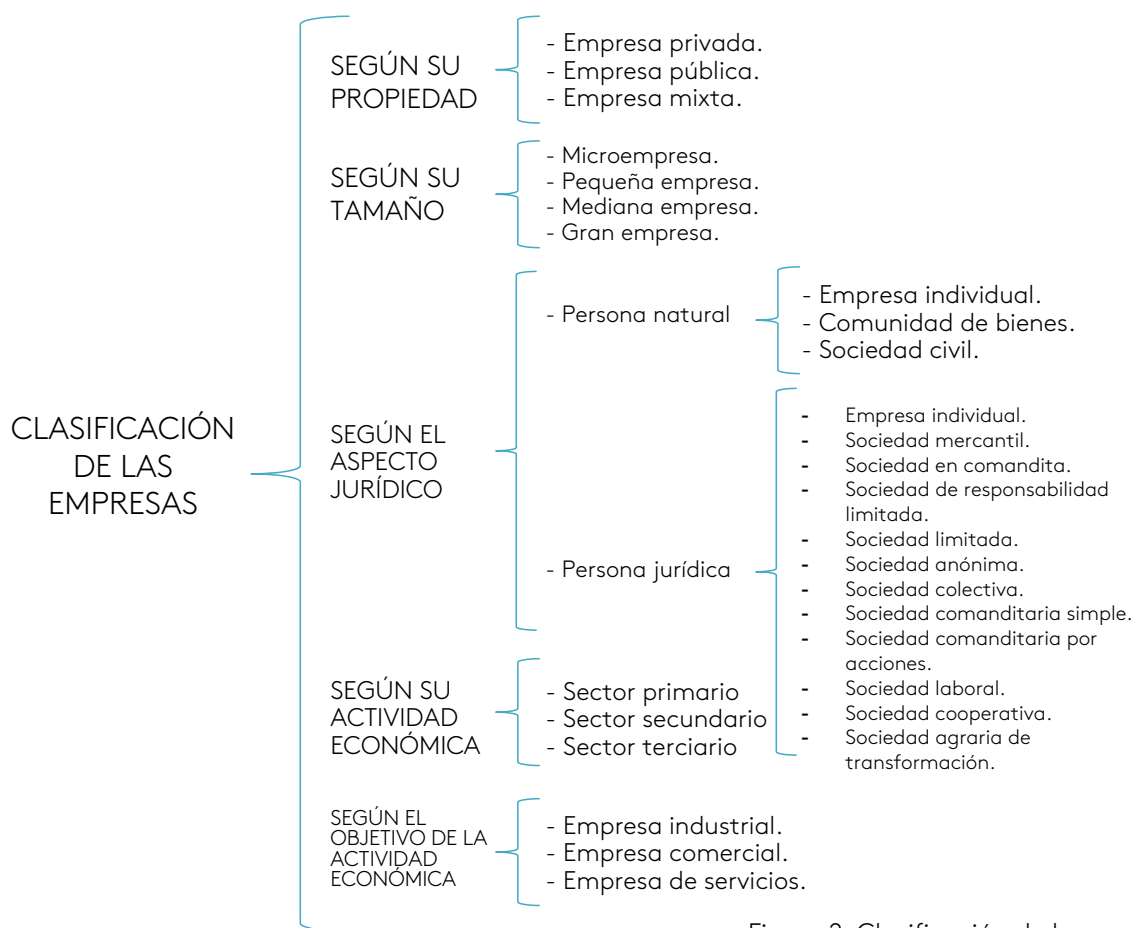 CLASIFICACIÓN
DE LAS
EMPRESAS
SEGÚN SU
PROPIEDAD
- Empresa privada.
- Empresa pública.
- Empresa mixta.
SEGÚN SU
TAMAÑO
- Microempresa.
- Pequeña empresa.
- Mediana empresa.
- Gran empresa.
SEGÚN EL
ASPECTO
JURÍDICO
- Persona natural
- Empresa individual.
- Comunidad de bienes.
- Sociedad civil.
- Persona jurídica
- Empresa individual.
- Sociedad mercantil.
- Sociedad en comandita.
- Sociedad de responsabilidad
limitada.
- Sociedad limitada.
- Sociedad anónima.
- Sociedad colectiva.
- Sociedad comanditaria simple.
- Sociedad comanditaria por
acciones.
- Sociedad laboral.
- Sociedad cooperativa.
- Sociedad agraria de
transformación.
SEGÚN SU
ACTIVIDAD
ECONÓMICA
- Sector primario
- Sector secundario
- Sector terciario
SEGÚN EL
OBJETIVO DE LA
ACTIVIDAD
ECONÓMICA
- Empresa industrial.
- Empresa comercial.
- Empresa de servicios.